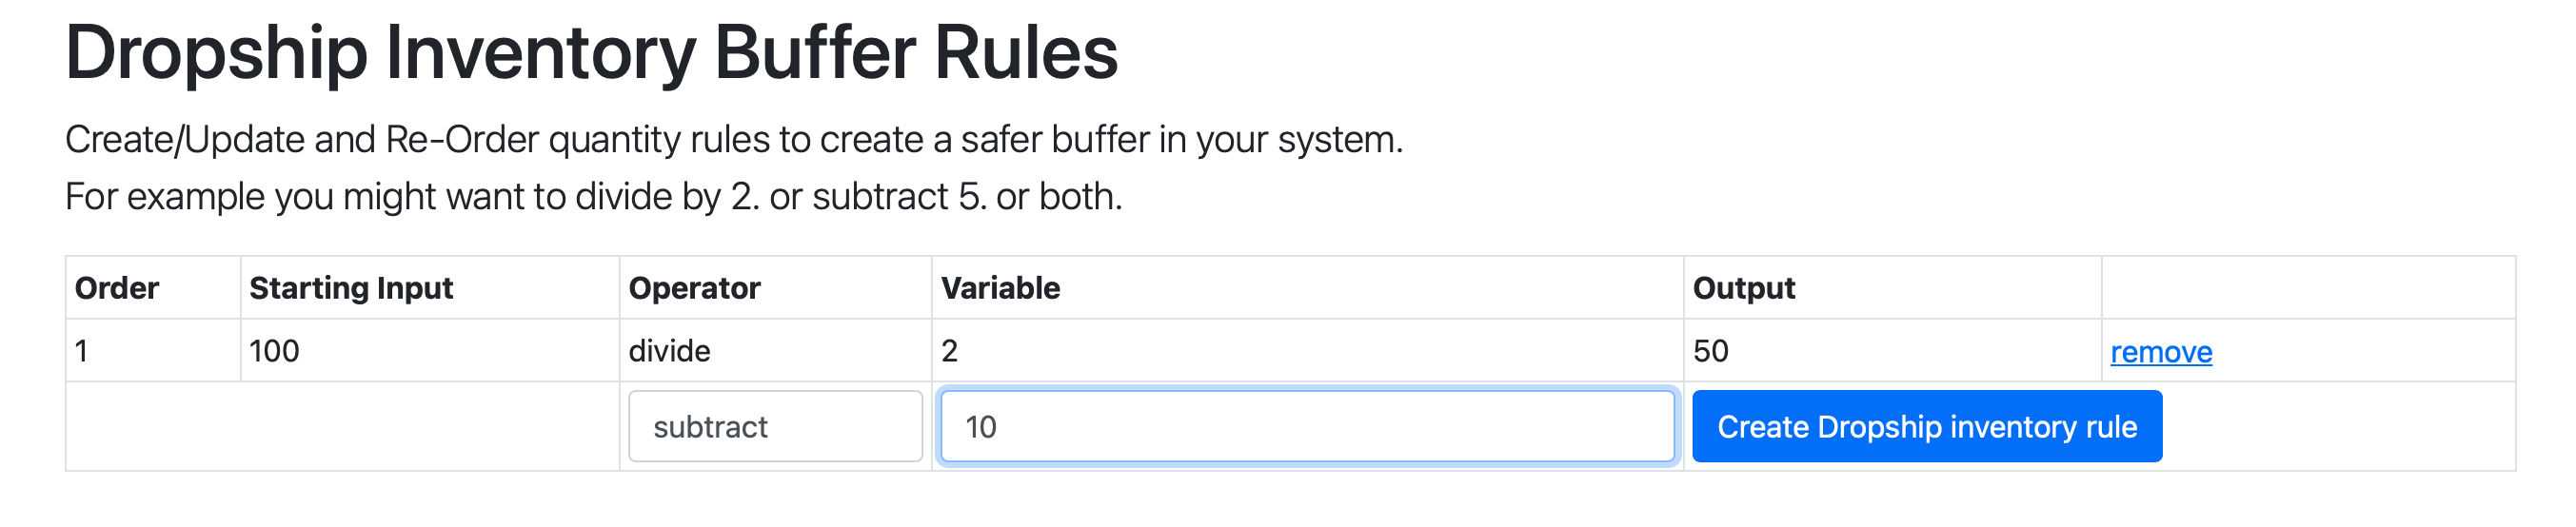 Dropship Inventory Buffer Rules
Create/Update and Re-Order quantity rules to create a safer buffer in your system.
For example you might want to divide by 2. or subtract 5. or both.
Order Starting Input Operator Variable Output
1 100 divide 2 50 remove
subtract 10 Create Dropship inventory rule